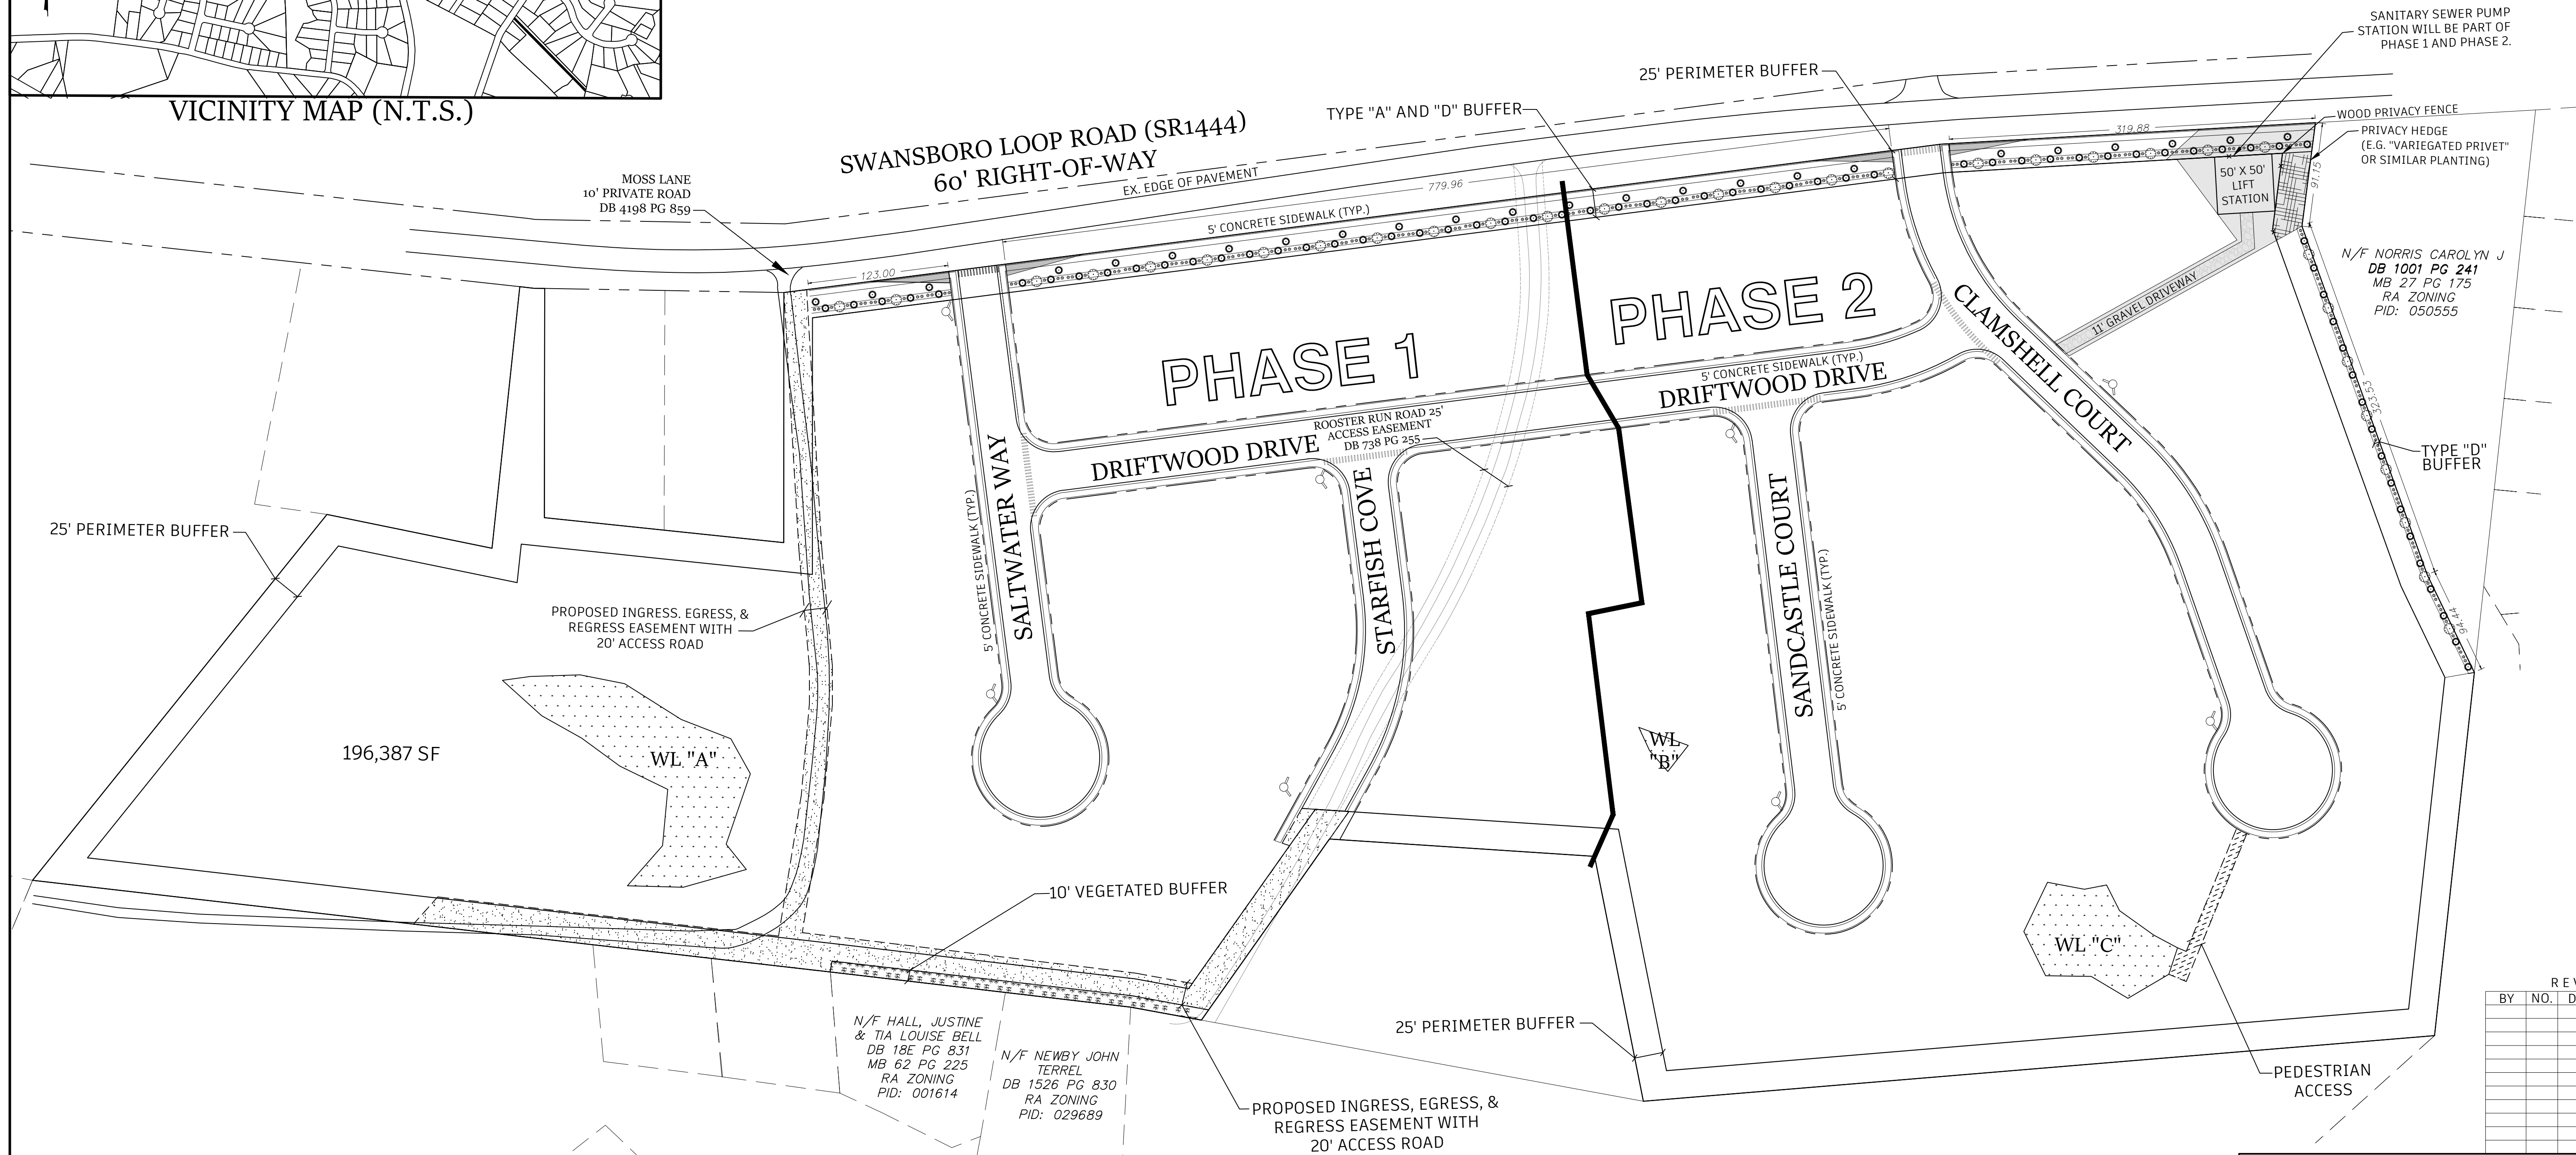 VICINITY MAP (N.T.S.)
SANITARY SEWER PUMP
STATION WILL BE PART OF
PHASE 1 AND PHASE 2.
25' PERIMETER BUFFER
TYPE "A" AND "D" BUFFER
WOOD PRIVACY FENCE
PRIVACY HEDGE
(E.G. "VARIEGATED PRIVET"
OR SIMILAR PLANTING)
SWANSBORO LOOP ROAD (SR1444)
60' RIGHT-OF-WAY
EX. EDGE OF PAVEMENT
MOSS LANE
10' PRIVATE ROAD
DB 4198 PG 859
123.00
779.96
319.88
91.15
5' CONCRETE SIDEWALK (TYP.)
50' X 50'
LIFT
STATION
N/F NORRIS CAROLYN J
DB 1001 PG 241
MB 27 PG 175
RA ZONING
PID: 050555
11' GRAVEL DRIVEWAY
PHASE 1
PHASE 2
CLAMSHELL COURT
5' CONCRETE SIDEWALK (TYP.)
DRIFTWOOD DRIVE
323.53
ROOSTER RUN ROAD 25'
ACCESS EASEMENT
DB 738 PG 255
DRIFTWOOD DRIVE
TYPE "D"
BUFFER
25' PERIMETER BUFFER
SALTWATER WAY
5' CONCRETE SIDEWALK (TYP.)
STARFISH COVE
SANDCASTLE COURT
5' CONCRETE SIDEWALK (TYP.)
94.44
PROPOSED INGRESS. EGRESS, &
REGRESS EASEMENT WITH
20' ACCESS ROAD
196,387 SF
WL "A"
WL
"B"
WL "C"
10' VEGETATED BUFFER
N/F HALL, JUSTINE
& TIA LOUISE BELL
DB 18E PG 831
MB 62 PG 225
RA ZONING
PID: 001614
N/F NEWBY JOHN
TERREL
DB 1526 PG 830
RA ZONING
PID: 029689
25' PERIMETER BUFFER
PROPOSED INGRESS, EGRESS, &
REGRESS EASEMENT WITH
20' ACCESS ROAD
PEDESTRIAN
ACCESS
BY NO.